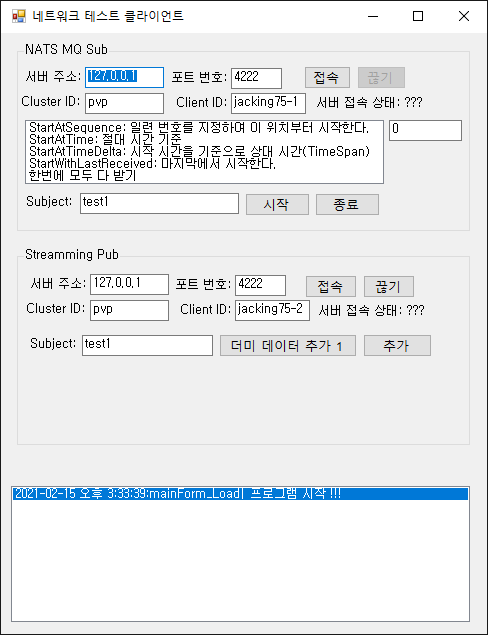 네트워크 테스트 클라이언트
NATS MQ Sub
서버 주소: 127.0.0.1 포트 번호: 4222 접속 끊기
Cluster ID: pvp Client ID: jacking75-1 서버 접속 상태: ???
StartAtSequence: 일련 번호를 지정하여 이 위치부터 시작한다. 0
StartAtTime: 절대 시간 기준
StartAtTimeDelta: 시작 시간을 기준으로 상대 시간(TimeSpan)
StartWithLastReceived: 마지막에서 시작한다.
한번에 모두 다 받기
Subject: test1 시작 종료
Streamming Pub
서버 주소: 127.0.0.1 포트 번호: 4222 접속 끊기
Cluster ID: pvp Client ID: jacking75-2 서버 접속 상태: ???
Subject: test1 더미 데이터 추가 1 추가
2021-02-15 오후 3:33:39:mainForm_Load| 프로그램 시작 !!!